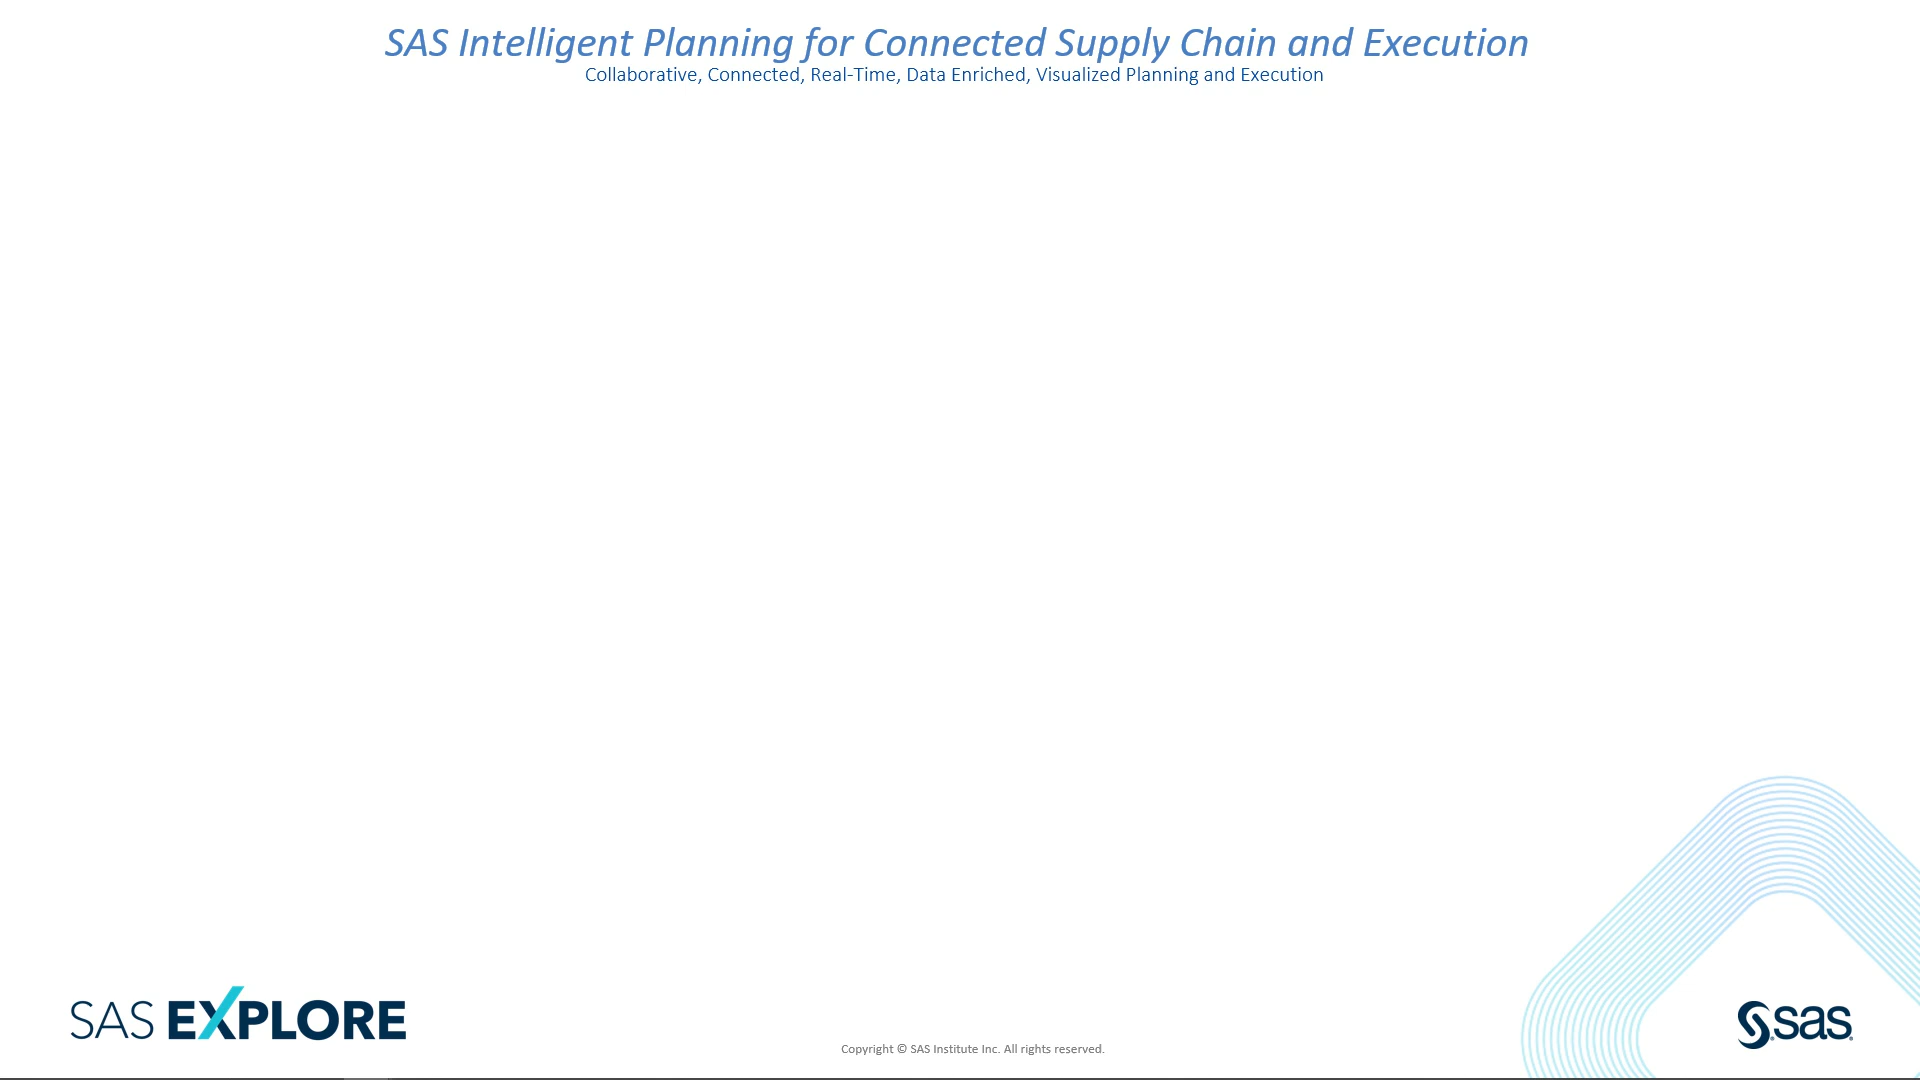 SAS Intelligent Planning for Connected Supply Chain and Execution
Collaborative, Connected, Real-Time, Data Enriched, Visualized Planning and Execution
SAS EXPLORE
Copyright © SAS Institute Inc. All rights reserved.
sas